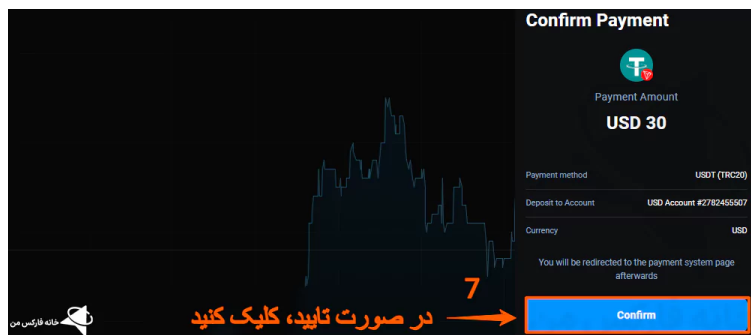 Confirm Payment
Payment Amount
USD 30
Payment method USDT (TRC20)
Deposit to Account USD Account #2782455507
Currency USD
You will be redirected to the payment system page
afterwards
7
در صورت تایید، کلیک کنید
Confirm
خانه فارکس من